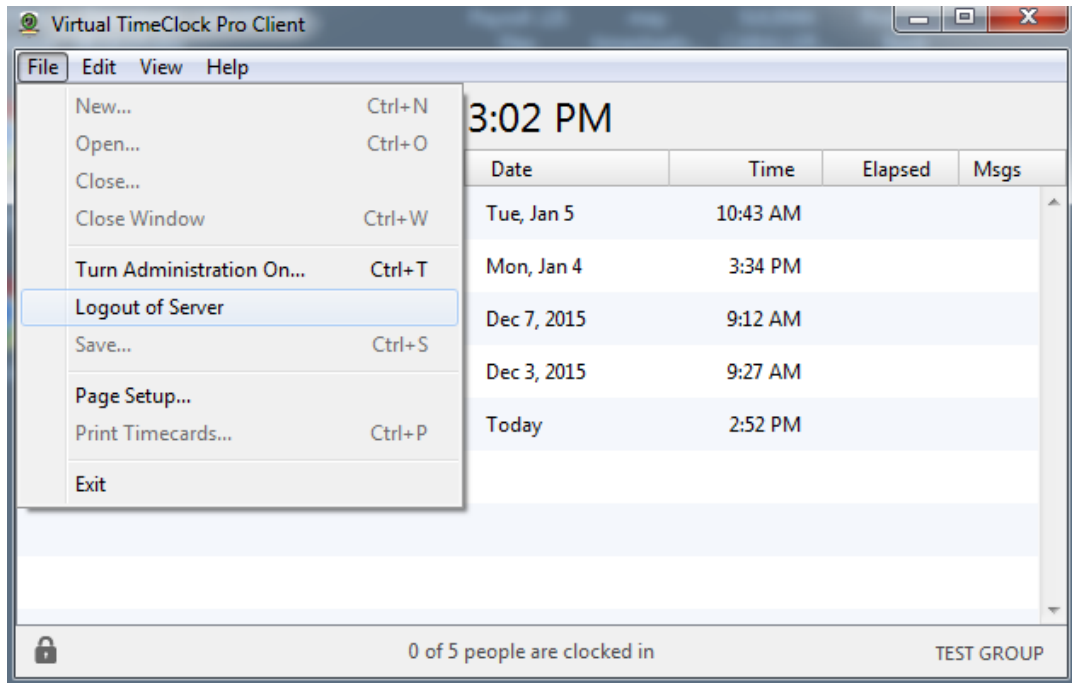 Virtual TimeClock Pro Client
File Edit View Help
New... Ctrl+N
Open... Ctrl+O
Close...
Close Window Ctrl+W
Turn Administration On... Ctrl+T
Logout of Server
Save... Ctrl+S
Page Setup...
Print Timecards... Ctrl+P
Exit
3:02 PM
Date Time Elapsed Msgs
Tue, Jan 5 10:43 AM
Mon, Jan 4 3:34 PM
Dec 7, 2015 9:12 AM
Dec 3, 2015 9:27 AM
Today 2:52 PM
0 of 5 people are clocked in
TEST GROUP